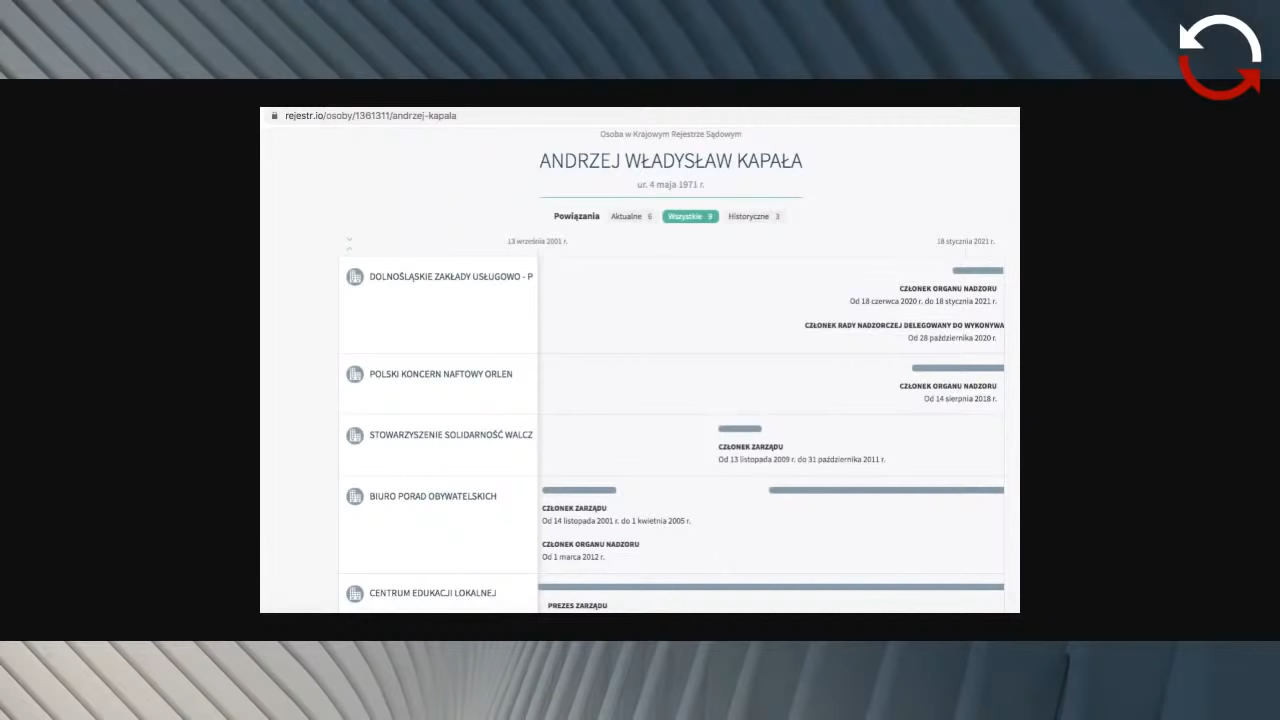 rejestr.io/osoby/1361311/andrzej-kapala
Osoba w Krajowym Rejestrze Sądowym
ANDRZEJ WŁADYSŁAW KAPAŁA
ur. 4 maja 1971 r.
Powiązania Aktualne 6 Wszystkie 9 Historyczne 3
13 września 2001 r. 18 stycznia 2021 r.
DOLNOŚLĄSKIE ZAKŁADY USŁUGOWO - P
CZŁONEK ORGANU NADZORU
Od 18 czerwca 2020 r. do 18 stycznia 2021 r.
CZŁONEK RADY NADZORCZEJ DELEGOWANY DO WYKONYWA
Od 28 października 2020 r.
POLSKI KONCERN NAFTOWY ORLEN
CZŁONEK ORGANU NADZORU
Od 14 sierpnia 2018 r.
STOWARZYSZENIE SOLIDARNOŚĆ WALCZ
CZŁONEK ZARZĄDU
Od 13 listopada 2009 r. do 31 października 2011 r.
BIURO PORAD OBYWATELSKICH
CZŁONEK ZARZĄDU
Od 14 listopada 2001 r. do 1 kwietnia 2005 r.
CZŁONEK ORGANU NADZORU
Od 1 marca 2012 r.
CENTRUM EDUKACJI LOKALNEJ
PREZES ZARZĄDU